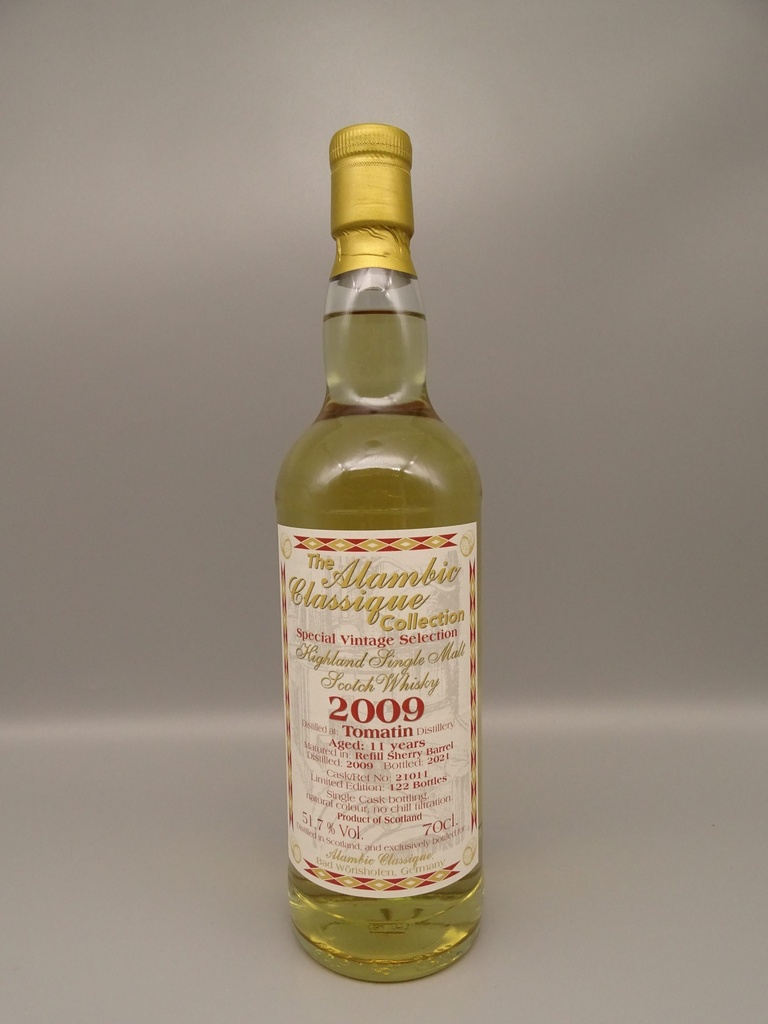 The Alambic
Classique
Collection
Special Vintage Selection
Highland Single Malt
Scotch Whisky
2009
Distilled at: Tomatin Distillery
Aged: 11 years
Matured in: Refill Sherry Barrel
Distilled: 2009 Bottled: 2021
Cask/Ref No: 21011
Limited Edition: 122 Bottles
Single Cask bottling,
natural colour, no chill filtration.
Product of Scotland
51,7 % Vol. 70cl.
Distilled in Scotland, and exclusively bottled for
Alambic Classique,
Bad Wörishofen, Germany